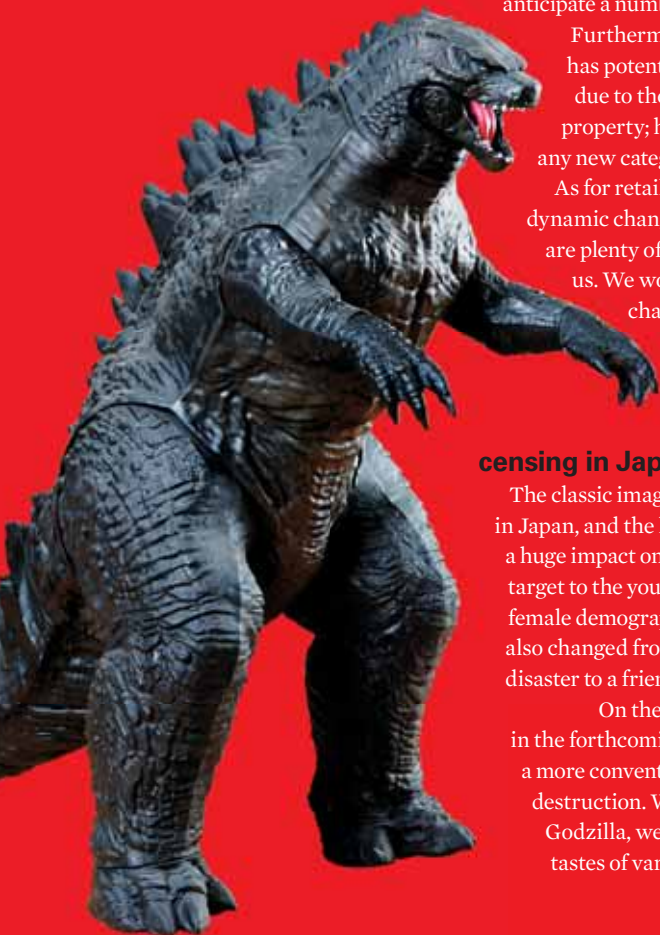 anticipate a numb
Furtherm
has potent
due to the
property; h
any new categ
As for retai
dynamic chan
are plenty of
us. We wo
cha
censing in Jap
The classic imag
in Japan, and the
a huge impact on
target to the you
female demograp
also changed fro
disaster to a frien
On the
in the forthcomi
a more convent
destruction. W
Godzilla, we
tastes of var